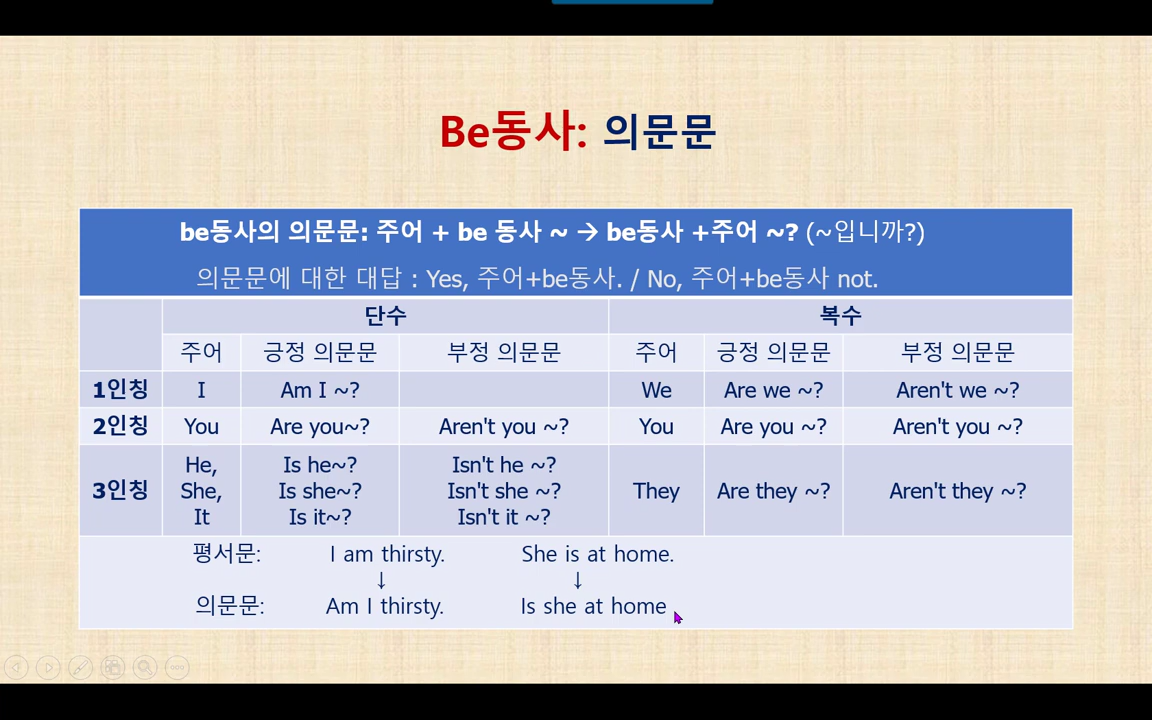 Be동사: 의문문
be동사의 의문문: 주어 + be 동사 ~ → be동사 +주어 ~? (~입니까?)
의문문에 대한 대답 : Yes, 주어+be동사. / No, 주어+be동사 not.
단수 복수
주어 긍정 의문문 부정 의문문 주어 긍정 의문문 부정 의문문
1인칭 I Am I ~? We Are we ~? Aren't we ~?
2인칭 You Are you~? Aren't you ~? You Are you ~? Aren't you ~?
He, Is he~? Isn't he ~?
3인칭 She, Is she~? Isn't she ~? They Are they ~? Aren't they ~?
It Is it~? Isn't it ~?
평서문: I am thirsty. She is at home.
↓ ↓
의문문: Am I thirsty. Is she at home